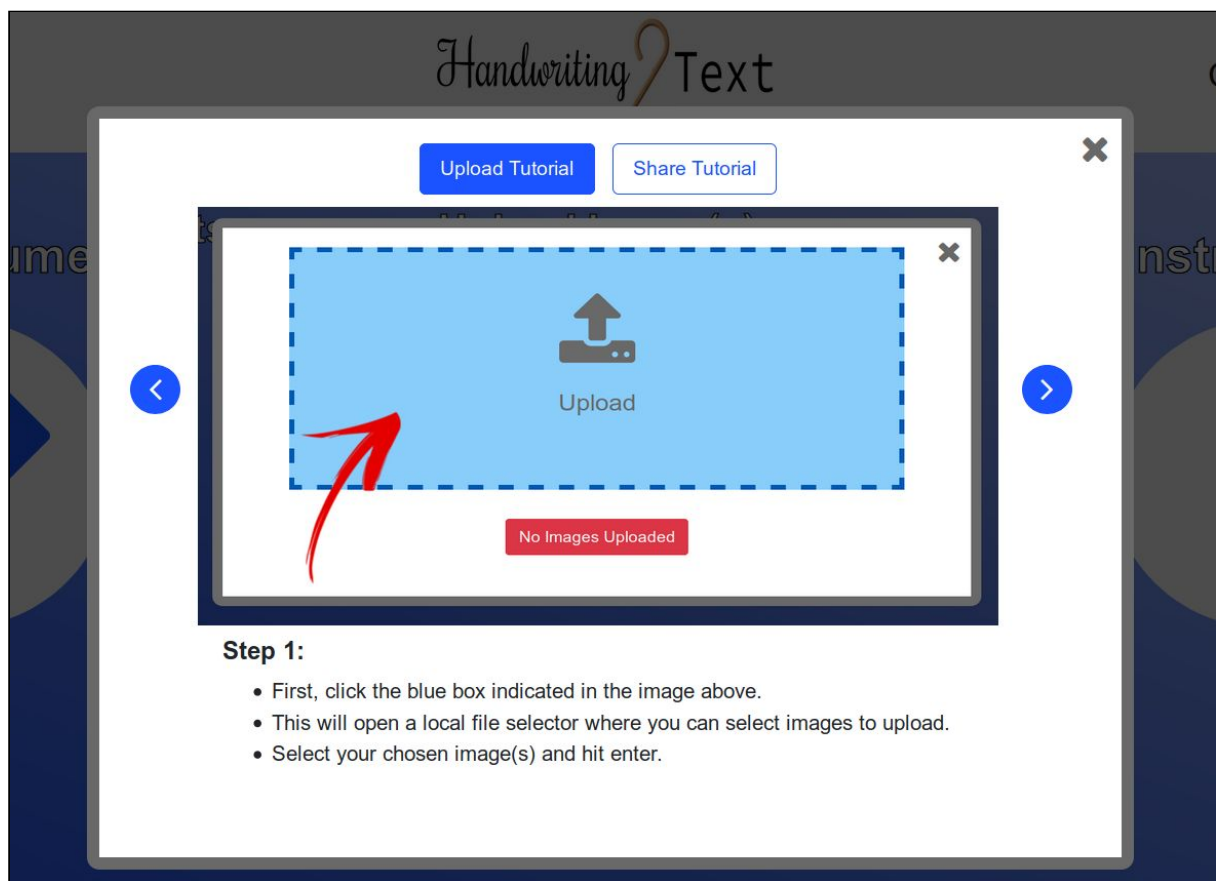 Handwriting 2 Text
Upload Tutorial
Share Tutorial
Upload
No Images Uploaded
Step 1:
First, click the blue box indicated in the image above.
This will open a local file selector where you can select images to upload.
Select your chosen image(s) and hit enter.